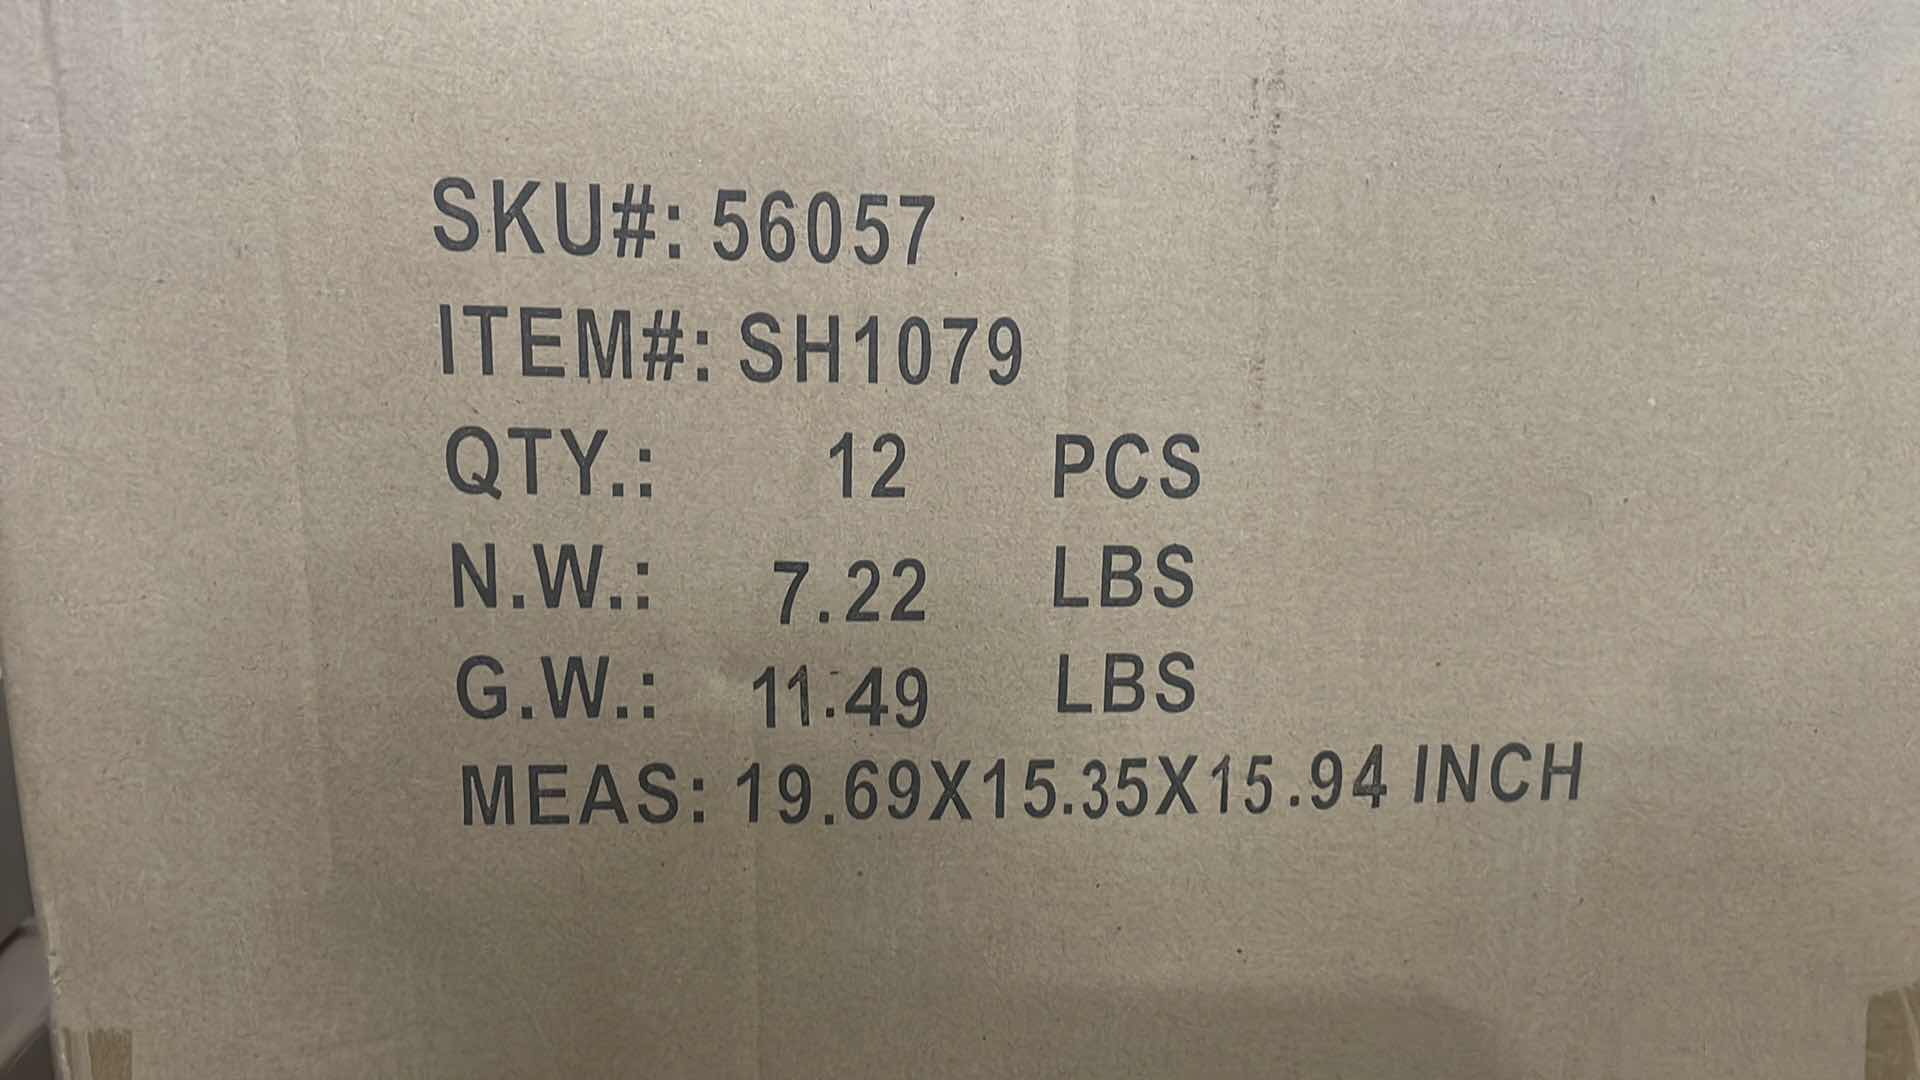 SKU#: 56057
ITEM#: SH1079
QTY.: 12 PCS
N.W.: 7.22 LBS
G.W.: 11.49 LBS
MEAS: 19.69X15.35X15.94 INCH